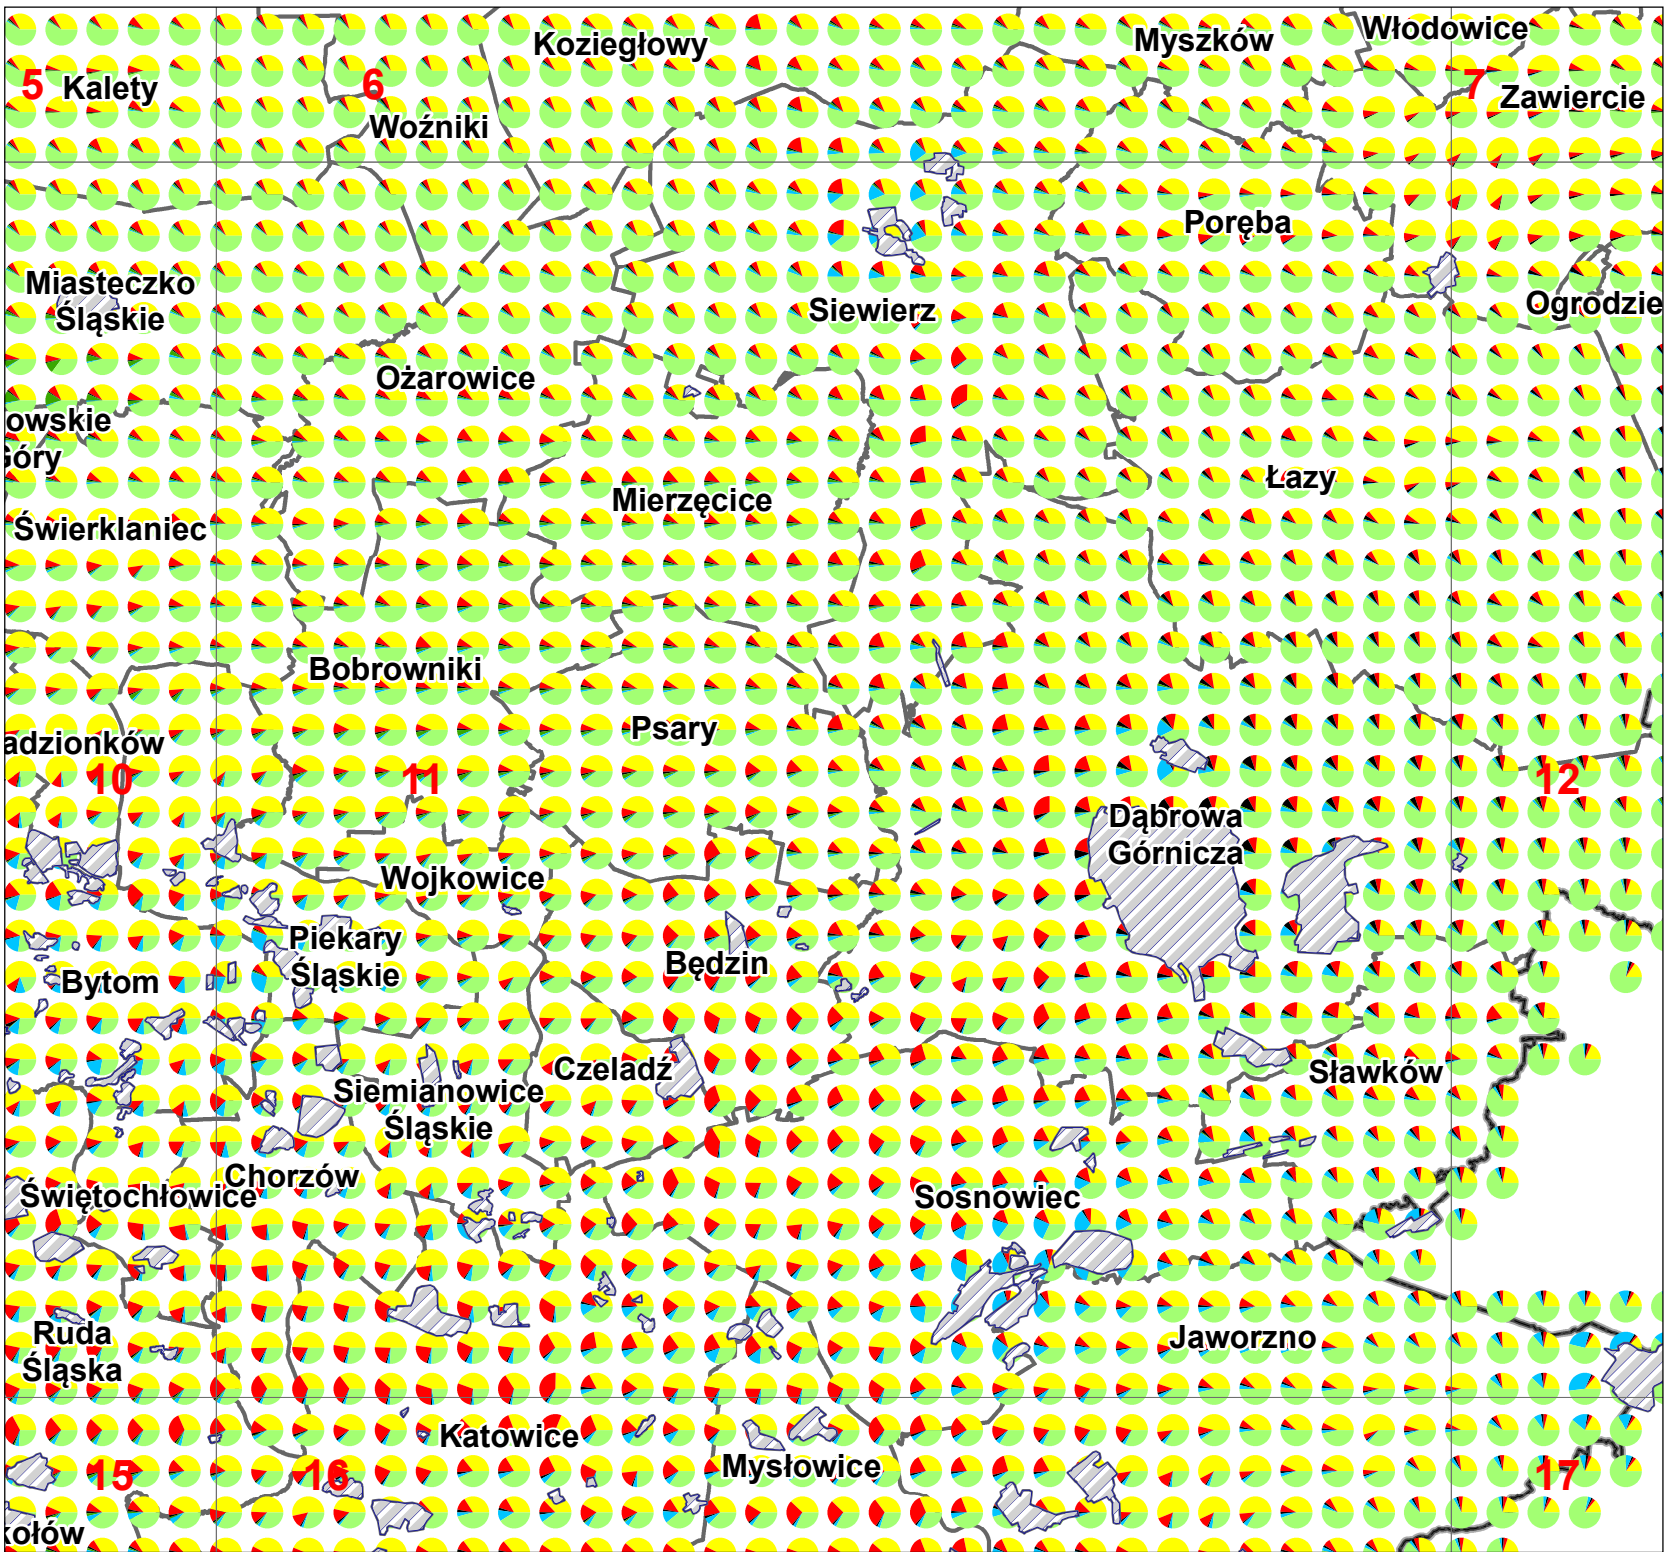 Włodowice
Koziegłowy
Myszków
5
Kalety
6
7
Zawiercie
Woźniki
Poręba
Miasteczko
Śląskie
Siewierz
Ogrodzie
Ożarowice
owskie
Góry
Łazy
Mierzęcice
Świerklaniec
Bobrowniki
Psary
adzionków
10
11
12
Dąbrowa
Górnicza
Wojkowice
Piekary
Śląskie
Będzin
Bytom
Czeladź
Sławków
Siemianowice
Śląskie
Chorzów
Świętochłowice
Sosnowiec
Ruda
Śląska
Jaworzno
Katowice
Mysłowice
15
16
17
kołów